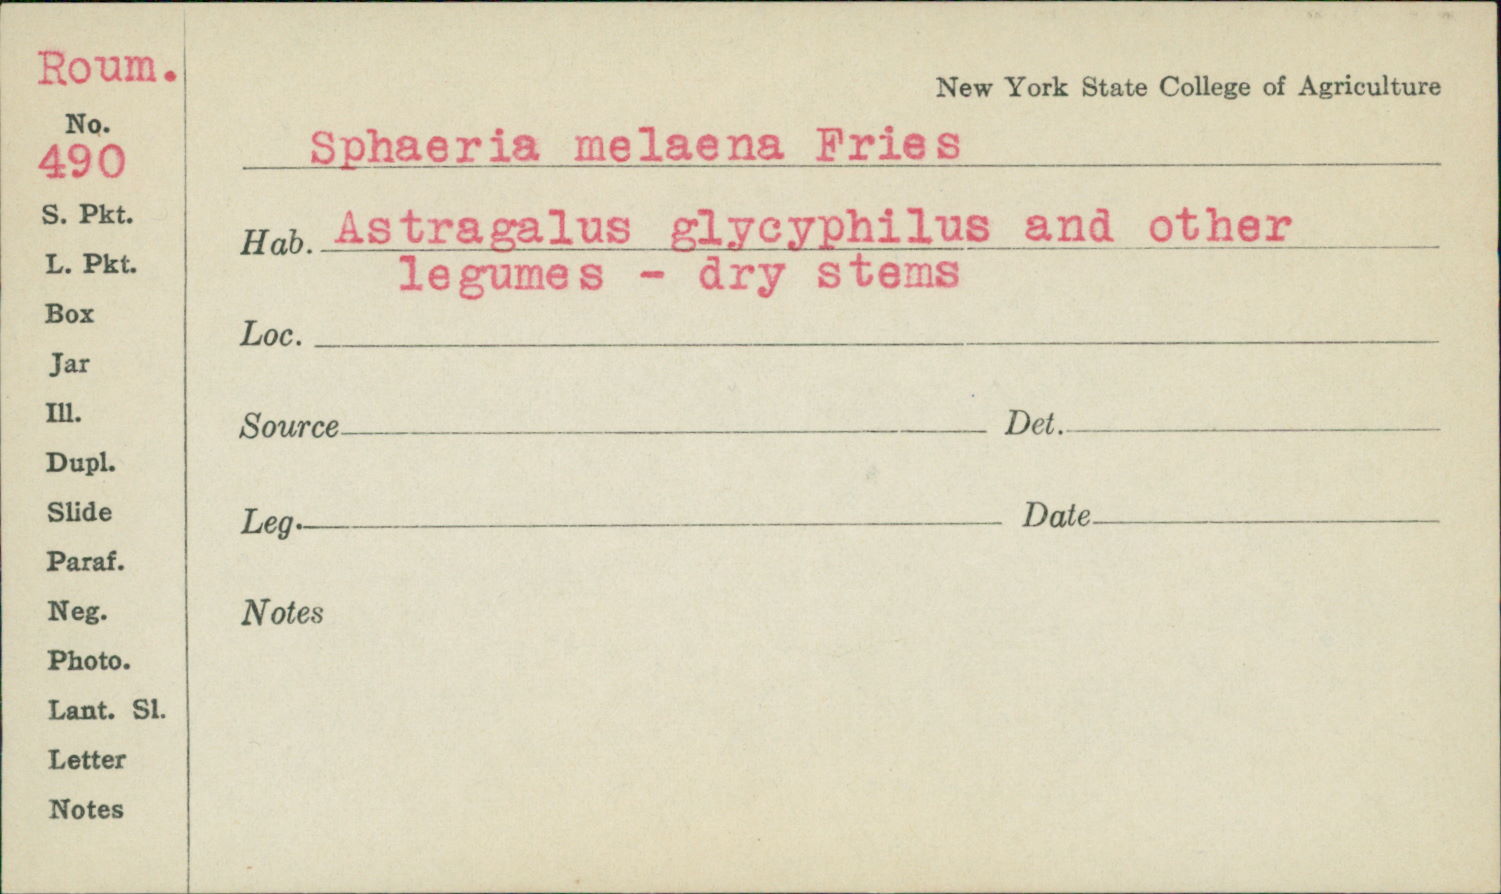 Roum.
No.
490
S. Pkt.
L. Pkt.
Box
Jar
Ill.
Dupl.
Slide
Paraf.
Neg.
Photo.
Lant. Sl.
Letter
Notes
New York State College of Agriculture
Sphaeria melaena Fries
Hab. Astragalus glycyphilus and other
legumes - dry stems
Loc.
Source Det.
Leg. Date
Notes